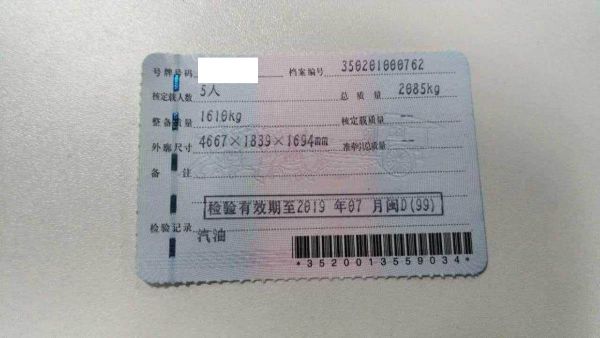 号牌号码 档案编号 350201000762
核定载人数 5人 总质量 2085kg
整备质量 1610kg 核定载质量 --
外廓尺寸 4667×1839×1694mm 准牵引总质量 --
备注
检验有效期至2019年07月闽D(99)
检验记录
汽油
*3520013559034*